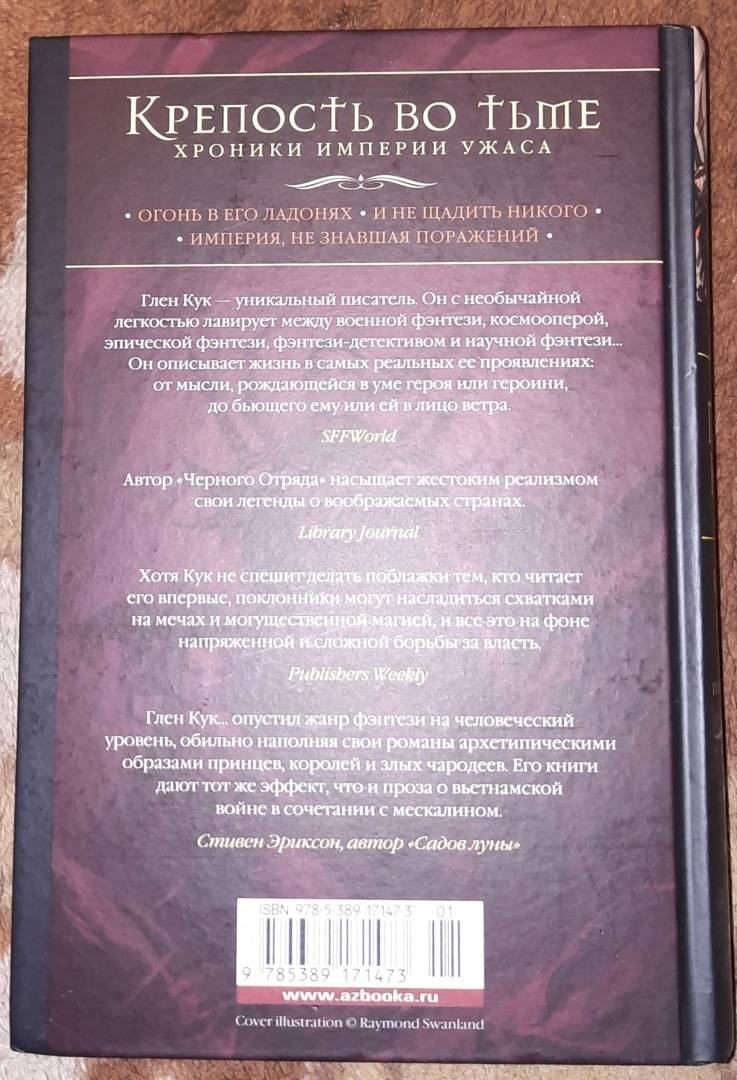 Крепость во тьме
ХРОНИКИ ИМПЕРИИ УЖАСА
• ОГОНЬ В ЕГО ЛАДОНЯХ • И НЕ ЩАДИТЬ НИКОГО •
• ИМПЕРИЯ, НЕ ЗНАВШАЯ ПОРАЖЕНИЙ •
Глен Кук — уникальный писатель. Он с необычайной
легкостью лавирует между военной фэнтези, космооперой,
эпической фэнтези, фэнтези-детективом и научной фэнтези...
Он описывает жизнь в самых реальных ее проявлениях:
от мысли, рождающейся в уме героя или героини,
до бьющего ему или ей в лицо ветра.
SFFWorld
Автор «Черного Отряда» насыщает жестоким реализмом
свои легенды о воображаемых странах.
Library Journal
Хотя Кук не спешит делать поблажки тем, кто читает
его впервые, поклонники могут насладиться схватками
на мечах и могущественной магией, и все это на фоне
напряженной и сложной борьбы за власть.
Publishers Weekly
Глен Кук... опустил жанр фэнтези на человеческий
уровень, обильно наполняя свои романы архетипическими
образами принцев, королей и злых чародеев. Его книги
дают тот же эффект, что и проза о вьетнамской
войне в сочетании с мескалином.
Стивен Эриксон, автор «Садов луны»
ISBN 978-5-389-17147-3 01
9 785389 171473
www.azbooka.ru
Cover illustration © Raymond Swanland